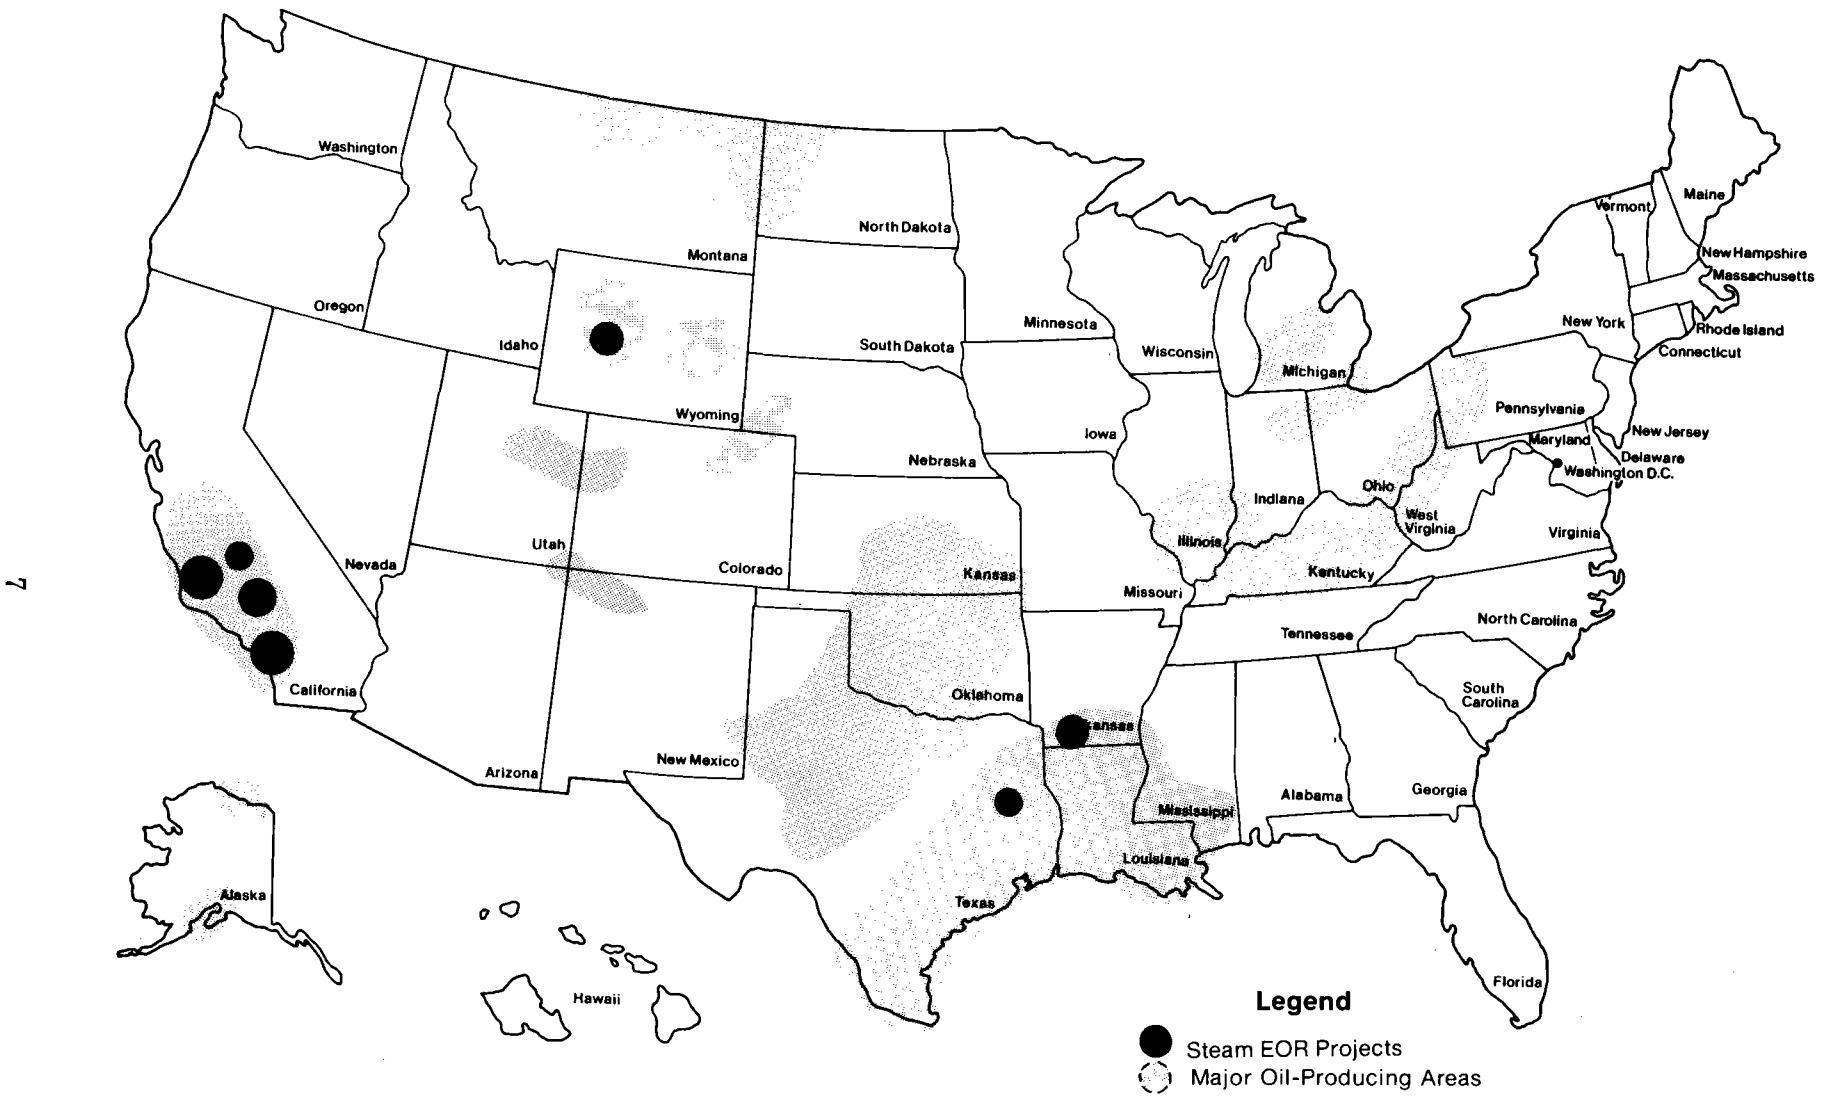 Washington
Maine
Vermont
North Dakota
Montana
New Hampshire
Massachusetts
Oregon
Idaho
South Dakota
Minnesota
Wisconsin
Michigan
New York
Rhode Island
Connecticut
Wyoming
Iowa
Nebraska
Pennsylvania
New Jersey
Maryland
Delaware
Washington D.C.
Ohio
Indiana
Illinois
West
Virginia
Virginia
Utah
Nevada
Colorado
Kansas
Missouri
Kentucky
7
North Carolina
Tennessee
California
Oklahoma
South
Carolina
ansas
New Mexico
Arizona
Mississippi
Alabama
Georgia
Louisiana
Alaska
Texas
Hawaii
Florida
Legend
Steam EOR Projects
Major Oil-Producing Areas